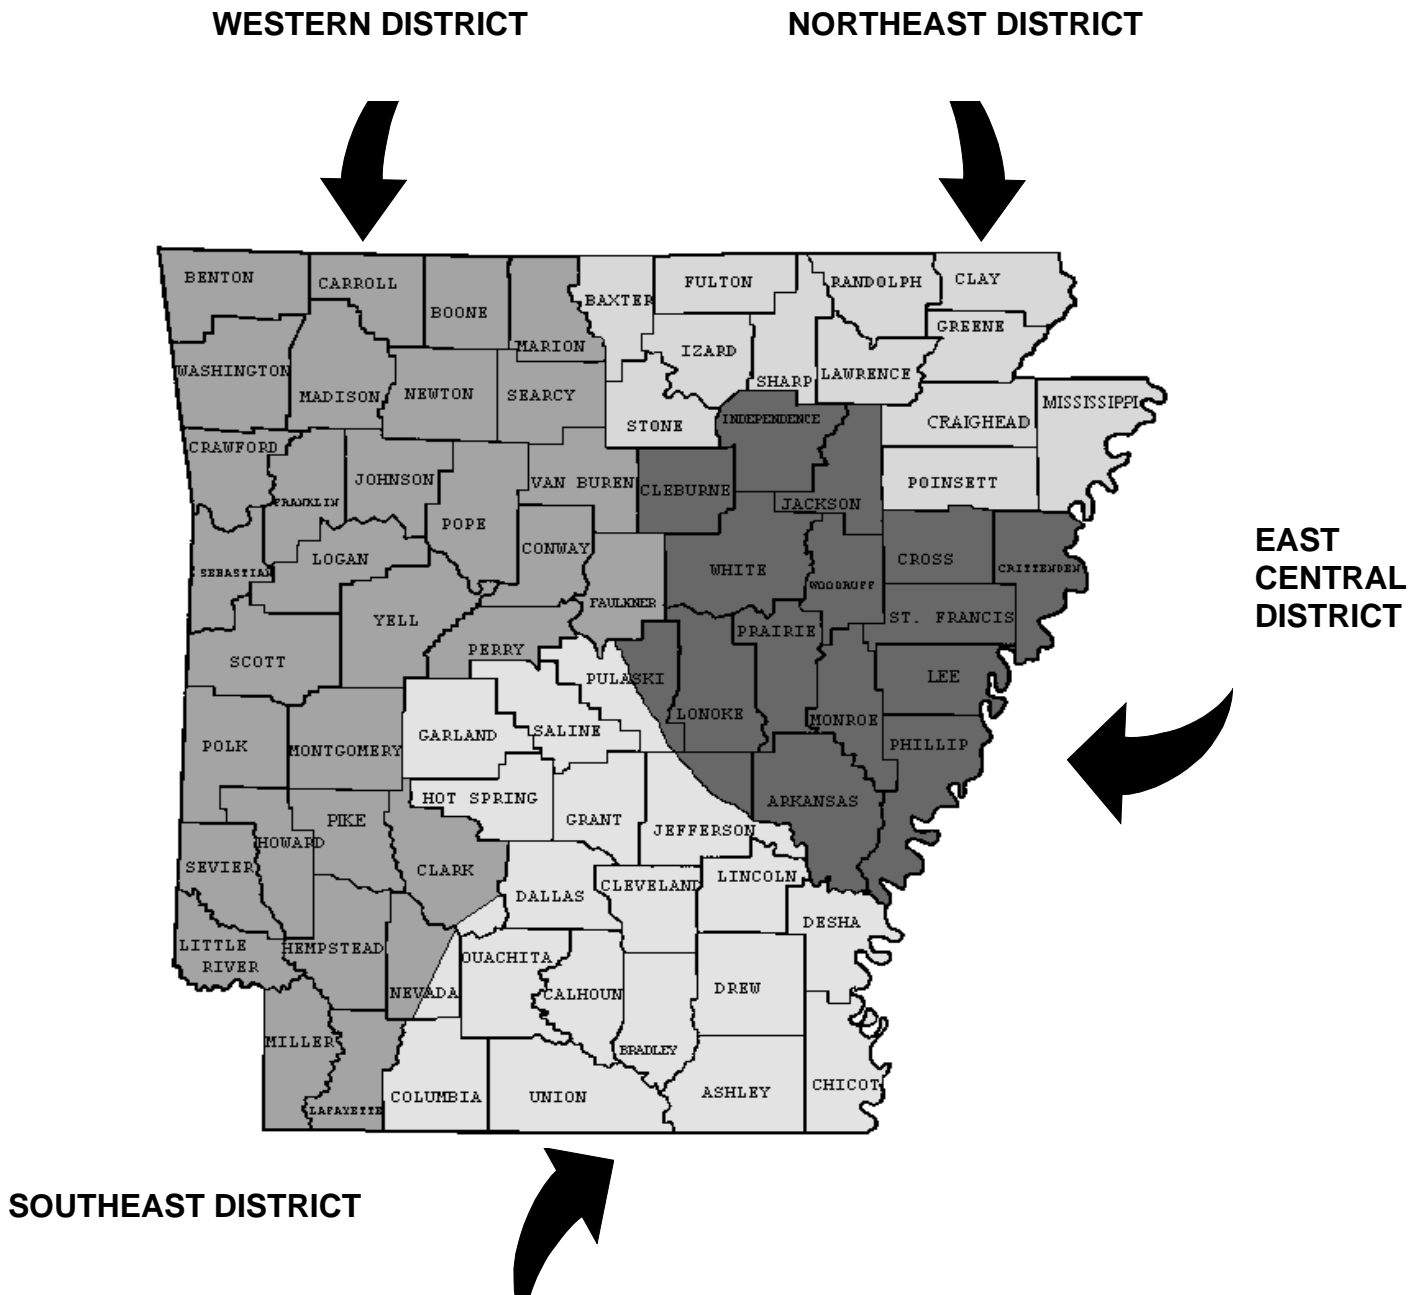 WESTERN DISTRICT
NORTHEAST DISTRICT
BENTON
CARROLL
BOONE
MARION
BAXTER
FULTON
RANDOLPH
CLAY
GREENE
IZARD
SHARP
LAWRENCE
WASHINGTON
MADISON
NEWTON
SEARCY
STONE
INDEPENDENCE
CRAIGHEAD
MISSISSIPPI
CRAWFORD
FRANKLIN
JOHNSON
POPE
VAN BUREN
CLEBURNE
JACKSON
POINSETT
SEBASTIAN
LOGAN
CONWAY
FAULKNER
WHITE
WOODRUFF
CROSS
CRITTENDEN
EAST
CENTRAL
DISTRICT
YELL
PERRY
PRAIRIE
ST. FRANCIS
SCOTT
PULASKI
LEE
POLK
MONTGOMERY
GARLAND
SALINE
LONOKE
MONROE
PHILLIP
HOT SPRING
GRANT
JEFFERSON
ARKANSAS
PIKE
HOWARD
SEVIER
CLARK
DALLAS
CLEVELAND
LINCOLN
DESHA
LITTLE
RIVER
HEMPSTEAD
NEVADA
OUACHITA
CALHOUN
DREW
MILLER
LAFAYETTE
COLUMBIA
UNION
BRADLEY
ASHLEY
CHICOT
SOUTHEAST DISTRICT